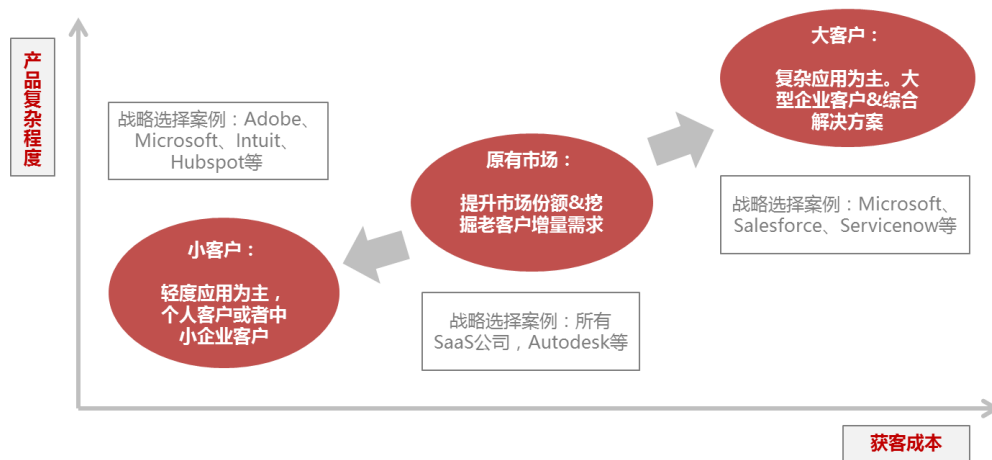 产品复杂程度
大客户：
复杂应用为主。大
型企业客户&综合
解决方案
战略选择案例：Adobe、
Microsoft、Intuit、
Hubspot等
原有市场：
提升市场份额&挖
掘老客户增量需求
战略选择案例：Microsoft、
Salesforce、Servicenow等
小客户：
轻度应用为主，
个人客户或者中
小企业客户
战略选择案例：所有
SaaS公司，Autodesk等
获客成本